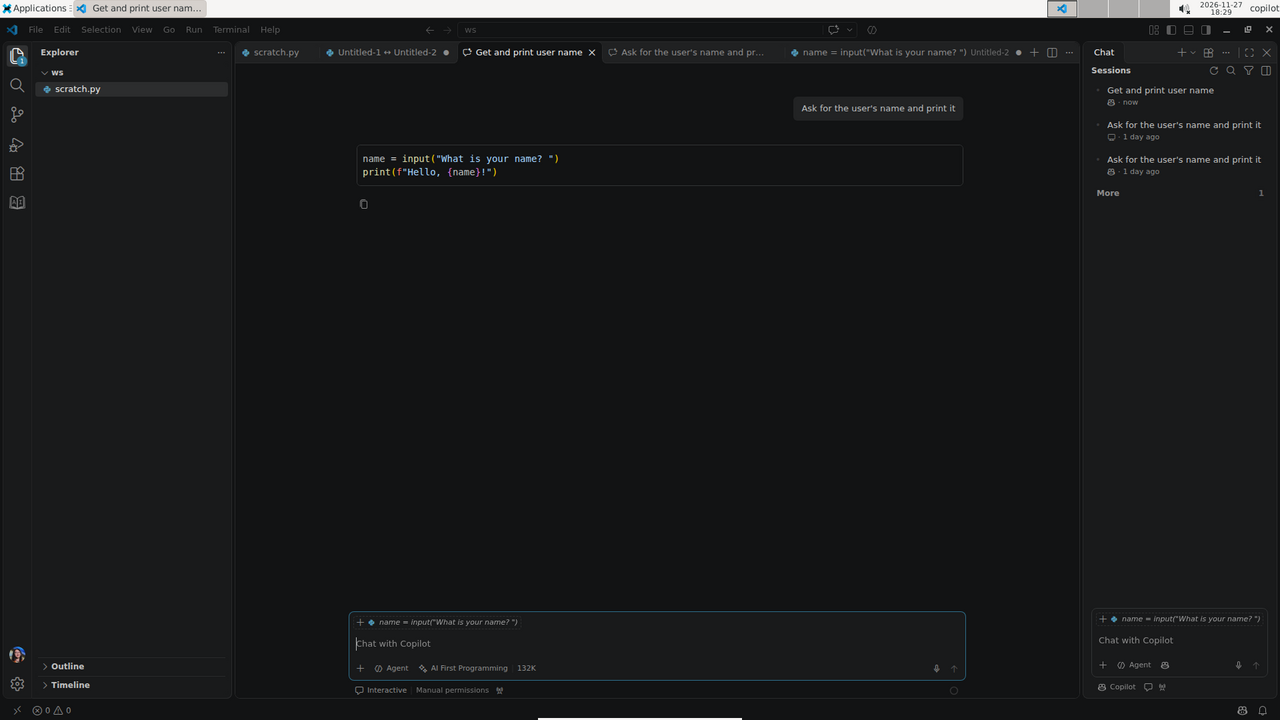 Applications
Get and print user nam...
2026-11-27
18:29
copilot
File Edit Selection View Go Run Terminal Help
ws
Explorer
ws
scratch.py
Outline
Timeline
scratch.py
Untitled-1 ↔ Untitled-2
Get and print user name
Ask for the user's name and pr...
name = input("What is your name? ") Untitled-2
Ask for the user's name and print it
name = input("What is your name? ")
print(f"Hello, {name}!")
name = input("What is your name? ")
Chat with Copilot
Agent AI First Programming 132K
Interactive Manual permissions
Chat
Sessions
Get and print user name
· now
Ask for the user's name and print it
· 1 day ago
Ask for the user's name and print it
· 1 day ago
More 1
name = input("What is your name? ")
Chat with Copilot
Agent
Copilot
1
0 0